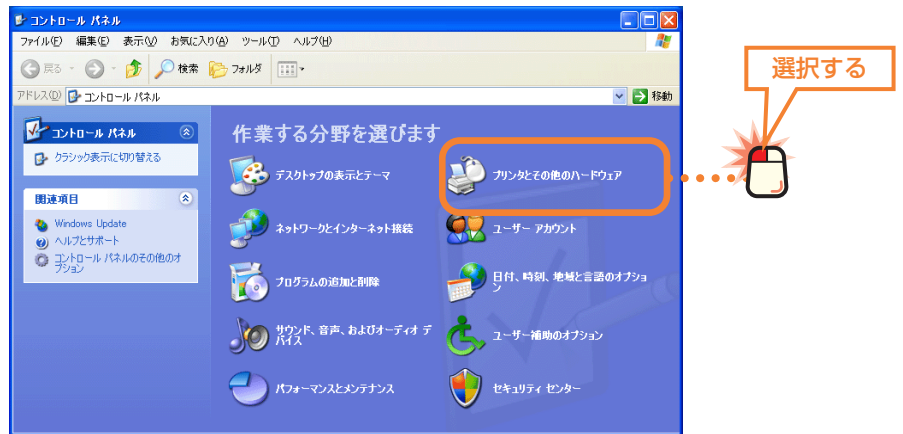 コントロール パネル
ファイル(F) 編集(E) 表示(V) お気に入り(A) ツール(T) ヘルプ(H)
戻る 検索 フォルダ
アドレス(D) コントロール パネル 移動
選択する
コントロール パネル
クラシック表示に切り替える
関連項目
Windows Update
ヘルプとサポート
コントロール パネルのその他のオ
プション
作業する分野を選びます
デスクトップの表示とテーマ
プリンタとその他のハードウェア
ネットワークとインターネット接続
ユーザー アカウント
プログラムの追加と削除
日付、時刻、地域と言語のオプショ
ン
サウンド、音声、およびオーディオ デ
バイス
ユーザー補助のオプション
パフォーマンスとメンテナンス
セキュリティ センター